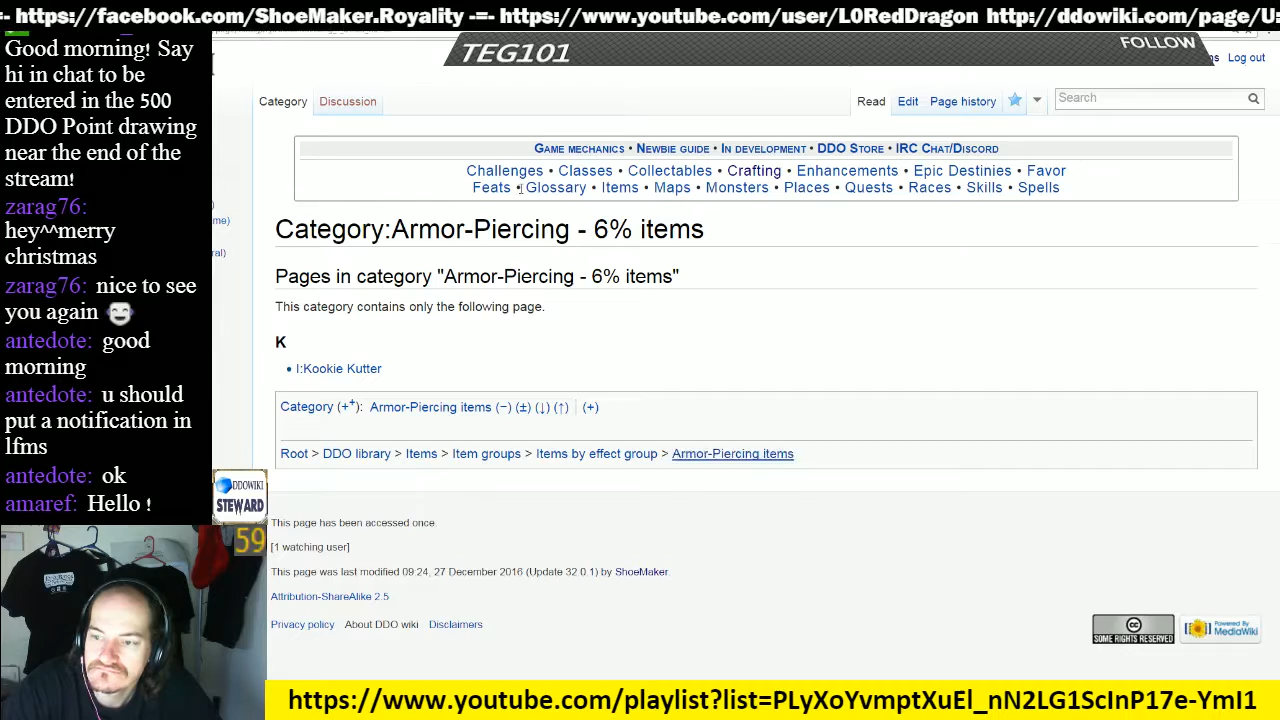 - https://facebook.com/ShoeMaker.Royality -=- https://www.youtube.com/user/L0RedDragon http://ddowiki.com/page/U
Good morning! Say
hi in chat to be
entered in the 500
DDO Point drawing
near the end of the
stream!
zarag76:
hey^^merry
christmas
zarag76: nice to see
you again
antedote: good
morning
antedote: u should
put a notification in
lfms
antedote: ok
amaref: Hello !
TEG101
FOLLOW
Log out
Category Discussion Read Edit Page history Search
GAME MECHANICS • NEWBIE GUIDE • IN DEVELOPMENT • DDO STORE • IRC CHAT/DISCORD
Challenges • Classes • Collectables • Crafting • Enhancements • Epic Destinies • Favor
Feats • Glossary • Items • Maps • Monsters • Places • Quests • Races • Skills • Spells
Category:Armor-Piercing - 6% items
Pages in category "Armor-Piercing - 6% items"
This category contains only the following page.
K
• I:Kookie Kutter
Category (++): Armor-Piercing items (−) (±) (↓) (↑) (+)
Root > DDO library > Items > Item groups > Items by effect group > Armor-Piercing items
DDOWIKI
STEWARD
59
This page has been accessed once.
[1 watching user]
This page was last modified 09:24, 27 December 2016 (Update 32.0.1) by ShoeMaker.
Attribution-ShareAlike 2.5
Privacy policy About DDO wiki Disclaimers
CC
SOME RIGHTS RESERVED
Powered By
MediaWiki
https://www.youtube.com/playlist?list=PLyXoYvmptXuEl_nN2LG1ScInP17e-YmI1